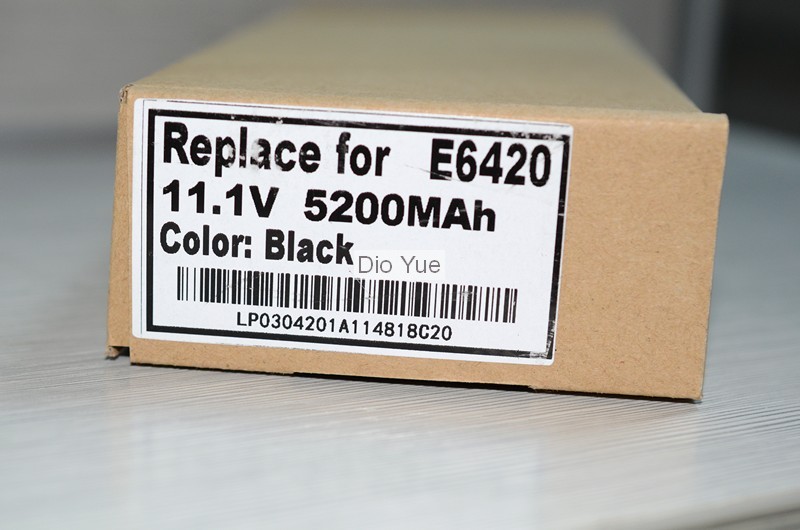 Replace for E6420
11.1V 5200MAh
Color: Black
Dio Yue
LP0304201A114818C20